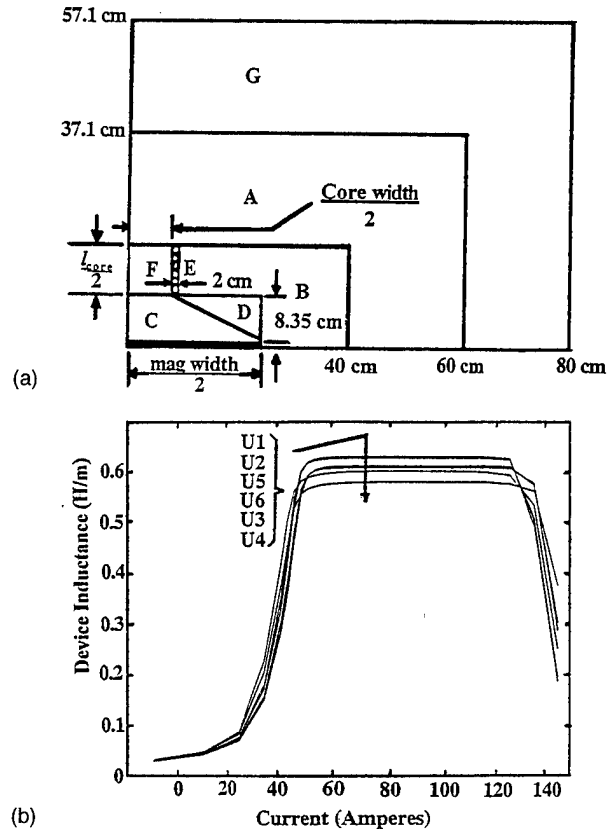 57.1 cm
G
37.1 cm
A
Core width
2
l_core
2
F
E
2 cm
B
C
D
8.35 cm
mag width
2
40 cm
60 cm
80 cm
(a)
U1
U2
U5
U6
U3
U4
Device Inductance (H/m)
0.6
0.5
0.4
0.3
0.2
0.1
0
0
20
40
60
80
100
120
140
Current (Amperes)
(b)